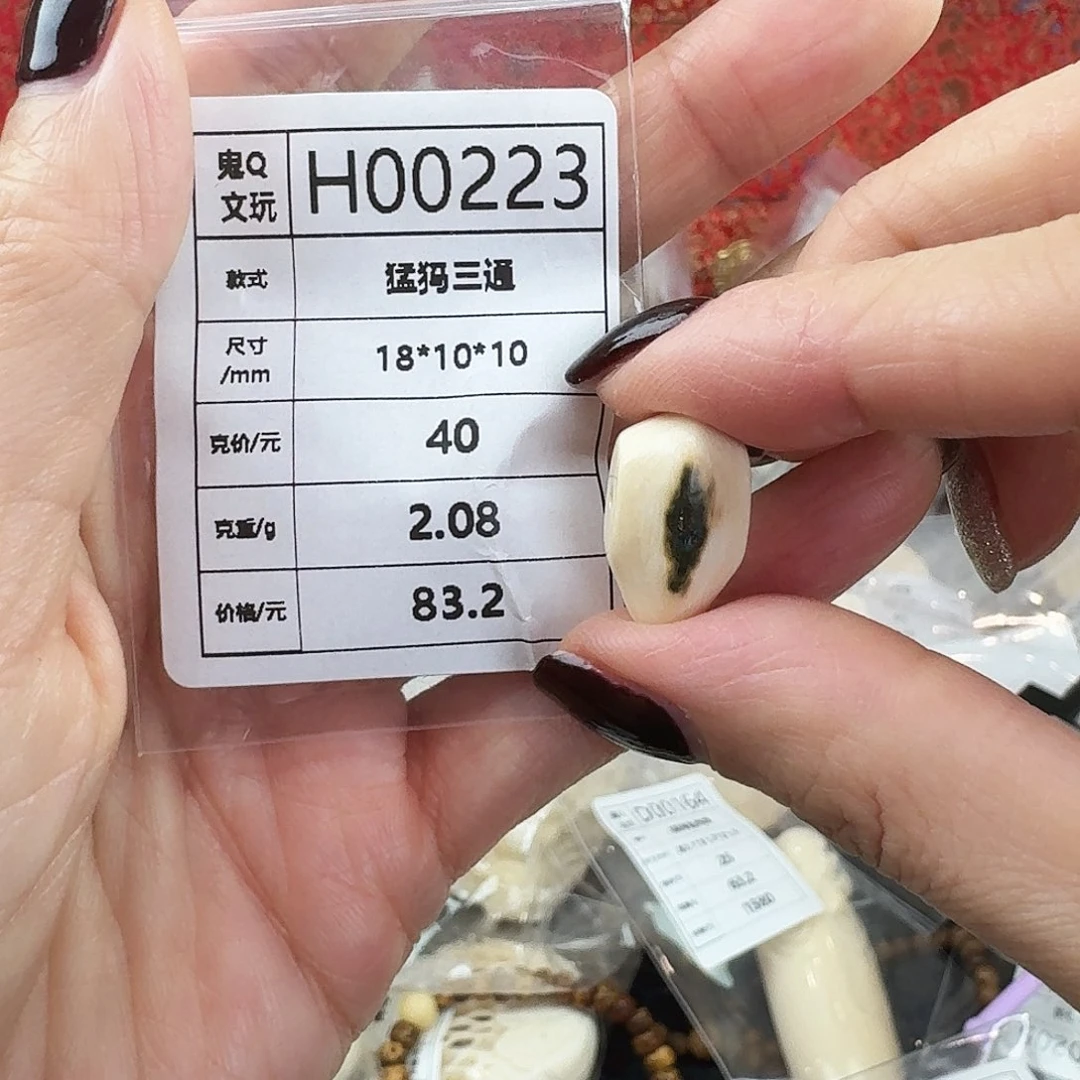 鬼Q
文玩
H00223
款式
猛犸三通
尺寸
/mm
18*10*10
克价/元
40
克重/g
2.08
价格/元
83.2